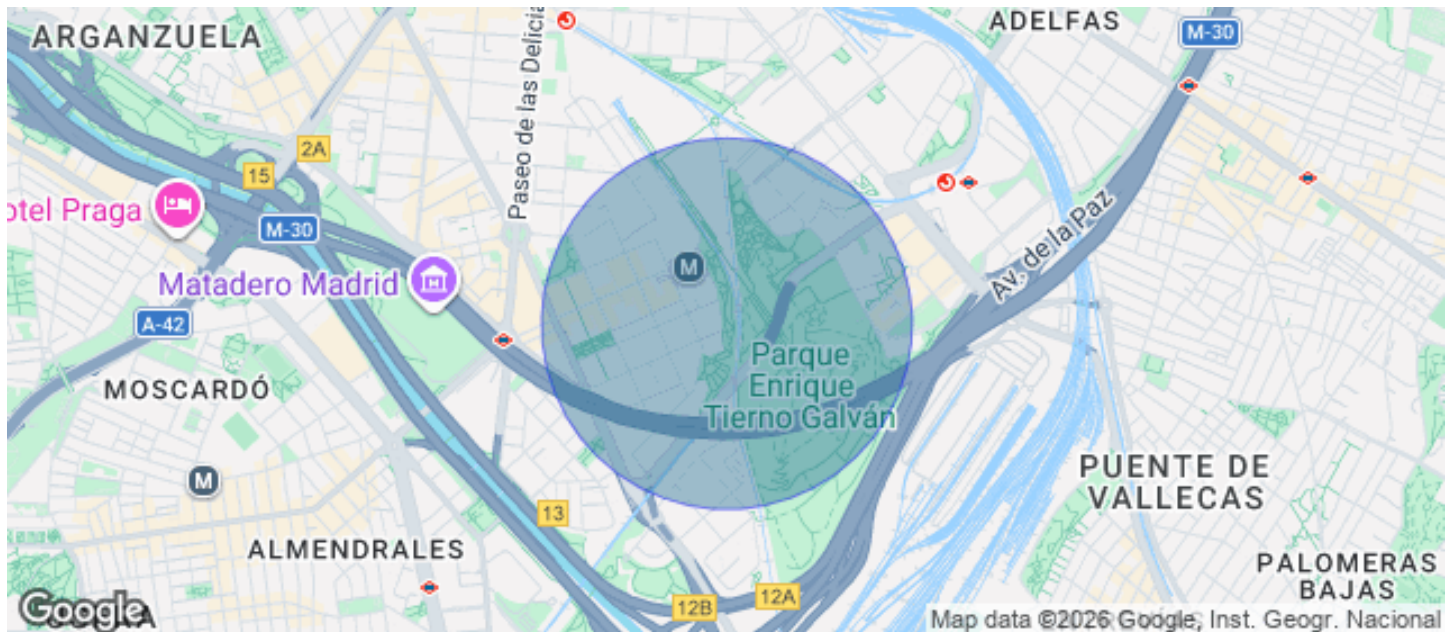 ARGANZUELA
Paseo de las Delicia
ADELFAS
M-30
2A
15
otel Praga
M-30
Matadero Madrid
M
Av. de la Paz
A-42
MOSCARDÓ
Parque
Enrique
Tierno Galván
M
PUENTE DE
VALLECAS
13
ALMENDRALES
12B
12A
PALOMERAS
BAJAS
Google
Map data ©2026 Google, Inst. Geogr. Nacional